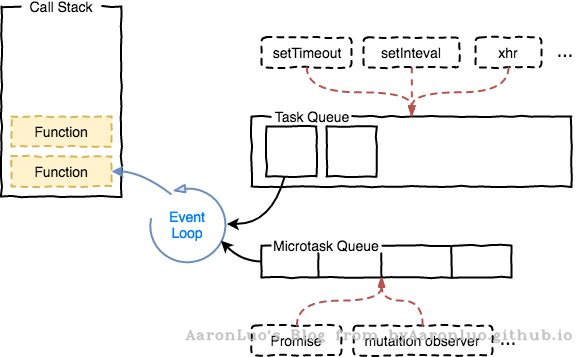 Call Stack
setTimeout
setInteval
xhr
...
Task Queue
Function
Function
Event
Loop
Microtask Queue
AaronLuo's Blog from byAaronluo.github.io
Promise
mutaition observer
...